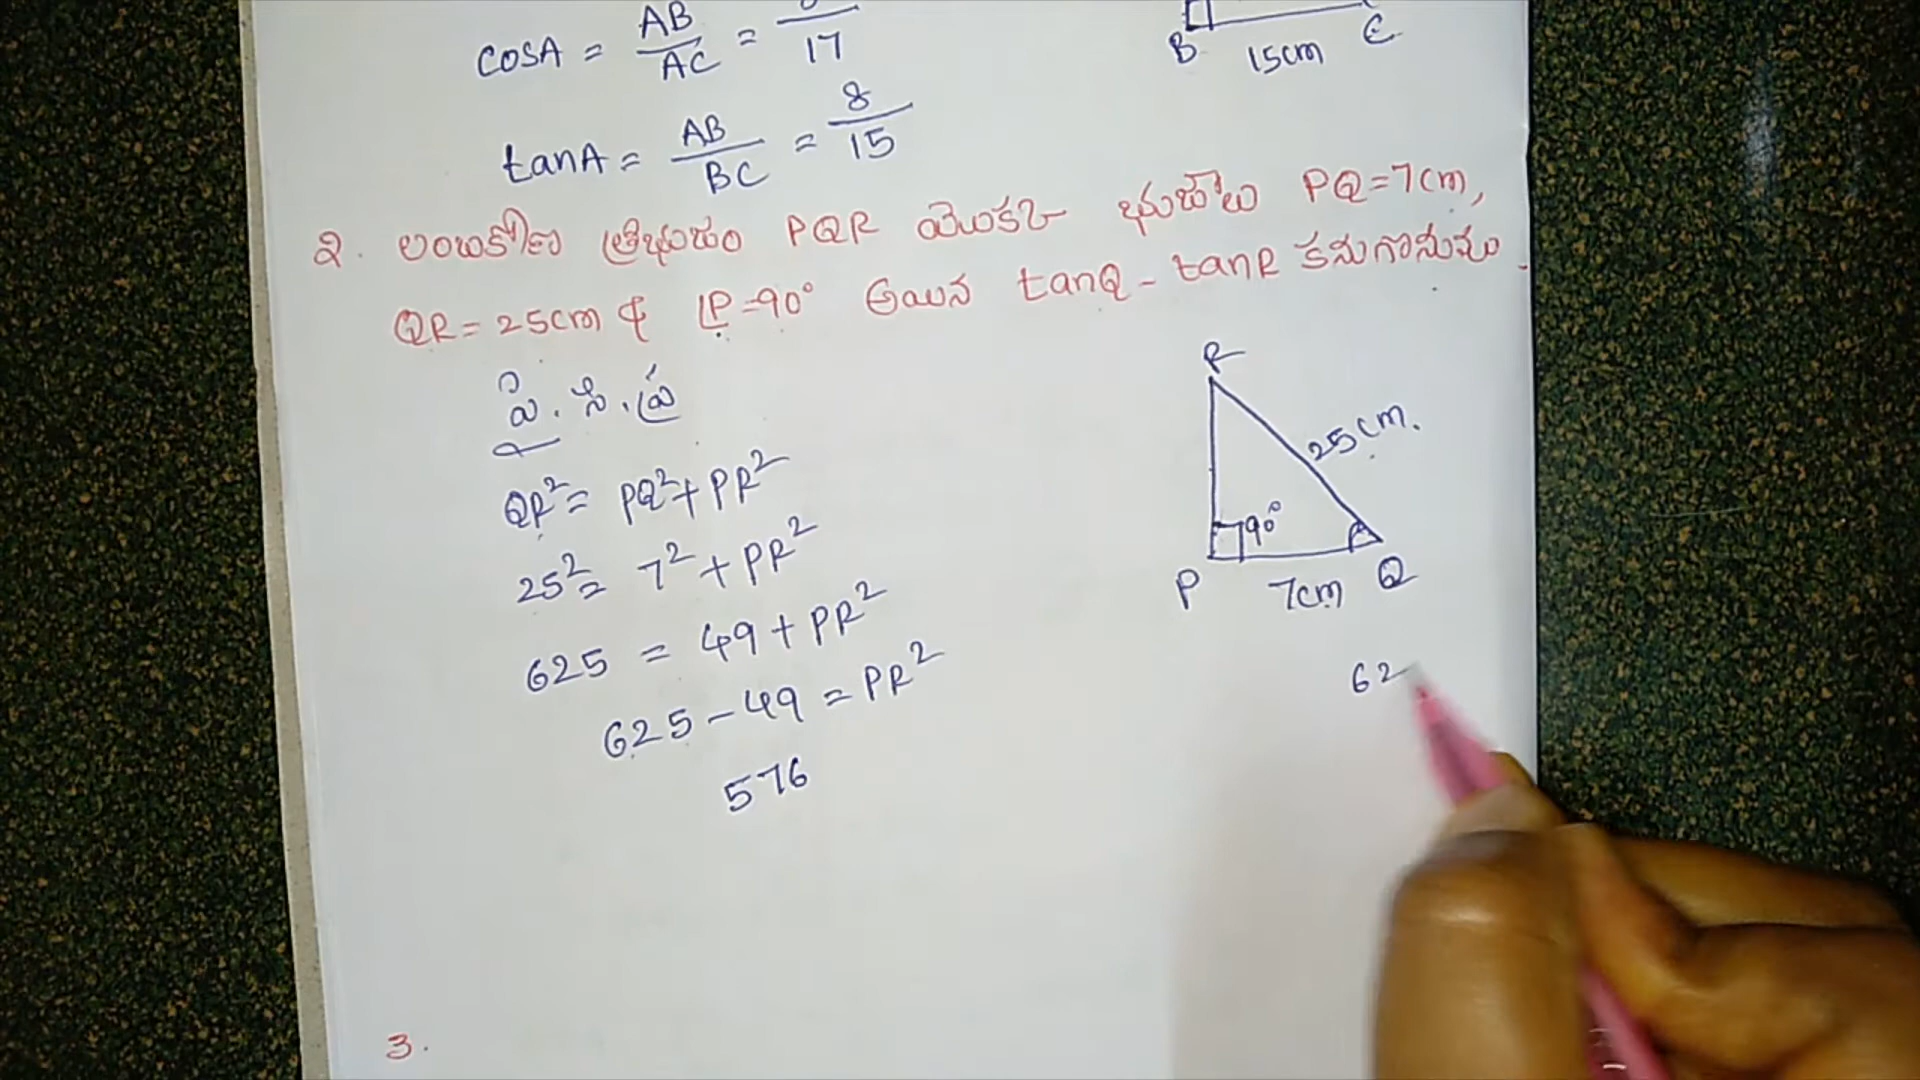 cosA = AB/AC = /17
B 15cm C
tanA = AB/BC = 8/15
2. లంబకోణ త్రిభుజం PQR యొక్క భుజాలు PQ=7cm,
QR=25cm & ∠P=90° అయిన tanQ-tanR కనుగొనుము.
పై. సి. ప్ర
QR²= PQ²+PR²
25²= 7²+PR²
625 = 49+PR²
625-49=PR²
576
R
25cm.
90°
P 7cm Q
62
3.